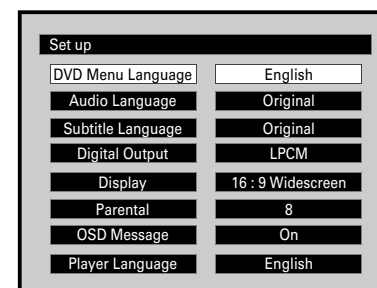 Set up
DVD Menu Language English
Audio Language Original
Subtitle Language Original
Digital Output LPCM
Display 16 : 9 Widescreen
Parental 8
OSD Message On
Player Language English